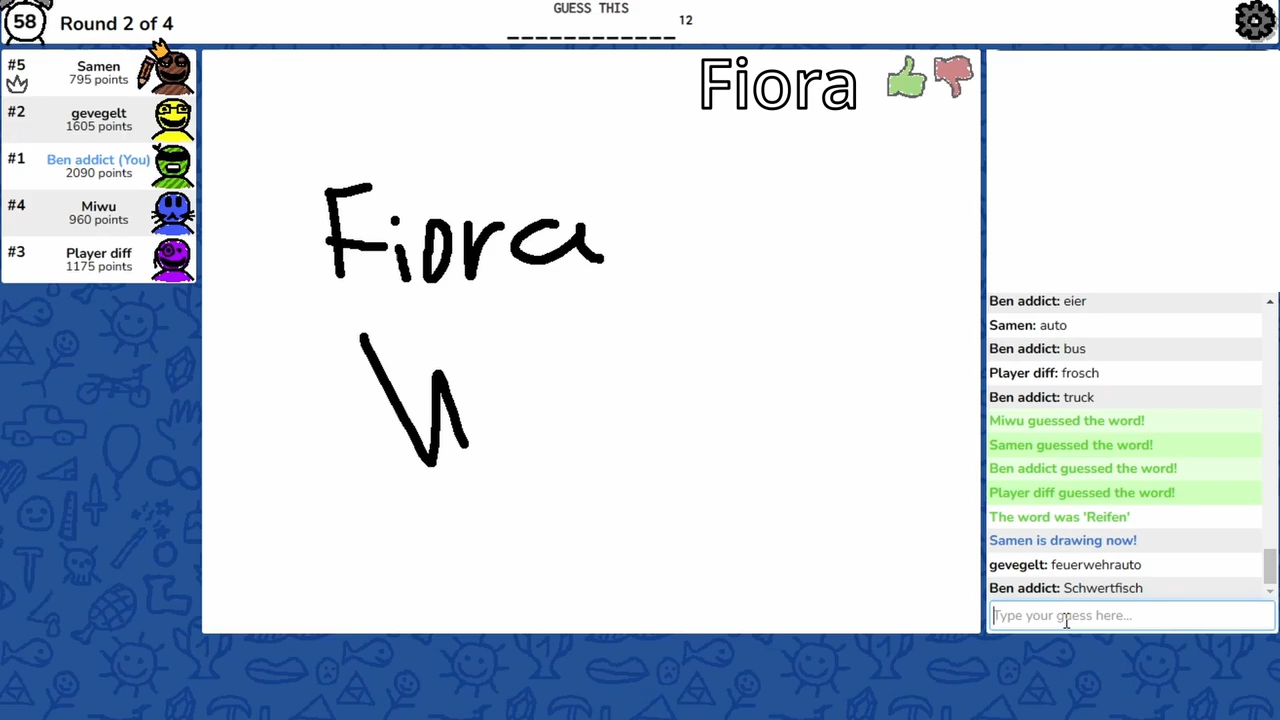 58
Round 2 of 4
GUESS THIS
____________ 12
#5 Samen
795 points
#2 gevegelt
1605 points
#1 Ben addict (You)
2090 points
#4 Miwu
960 points
#3 Player diff
1175 points
Fiora
Fiora
Ben addict: eier
Samen: auto
Ben addict: bus
Player diff: frosch
Ben addict: truck
Miwu guessed the word!
Samen guessed the word!
Ben addict guessed the word!
Player diff guessed the word!
The word was 'Reifen'
Samen is drawing now!
gevegelt: feuerwehrauto
Ben addict: Schwertfisch
Type your guess here...